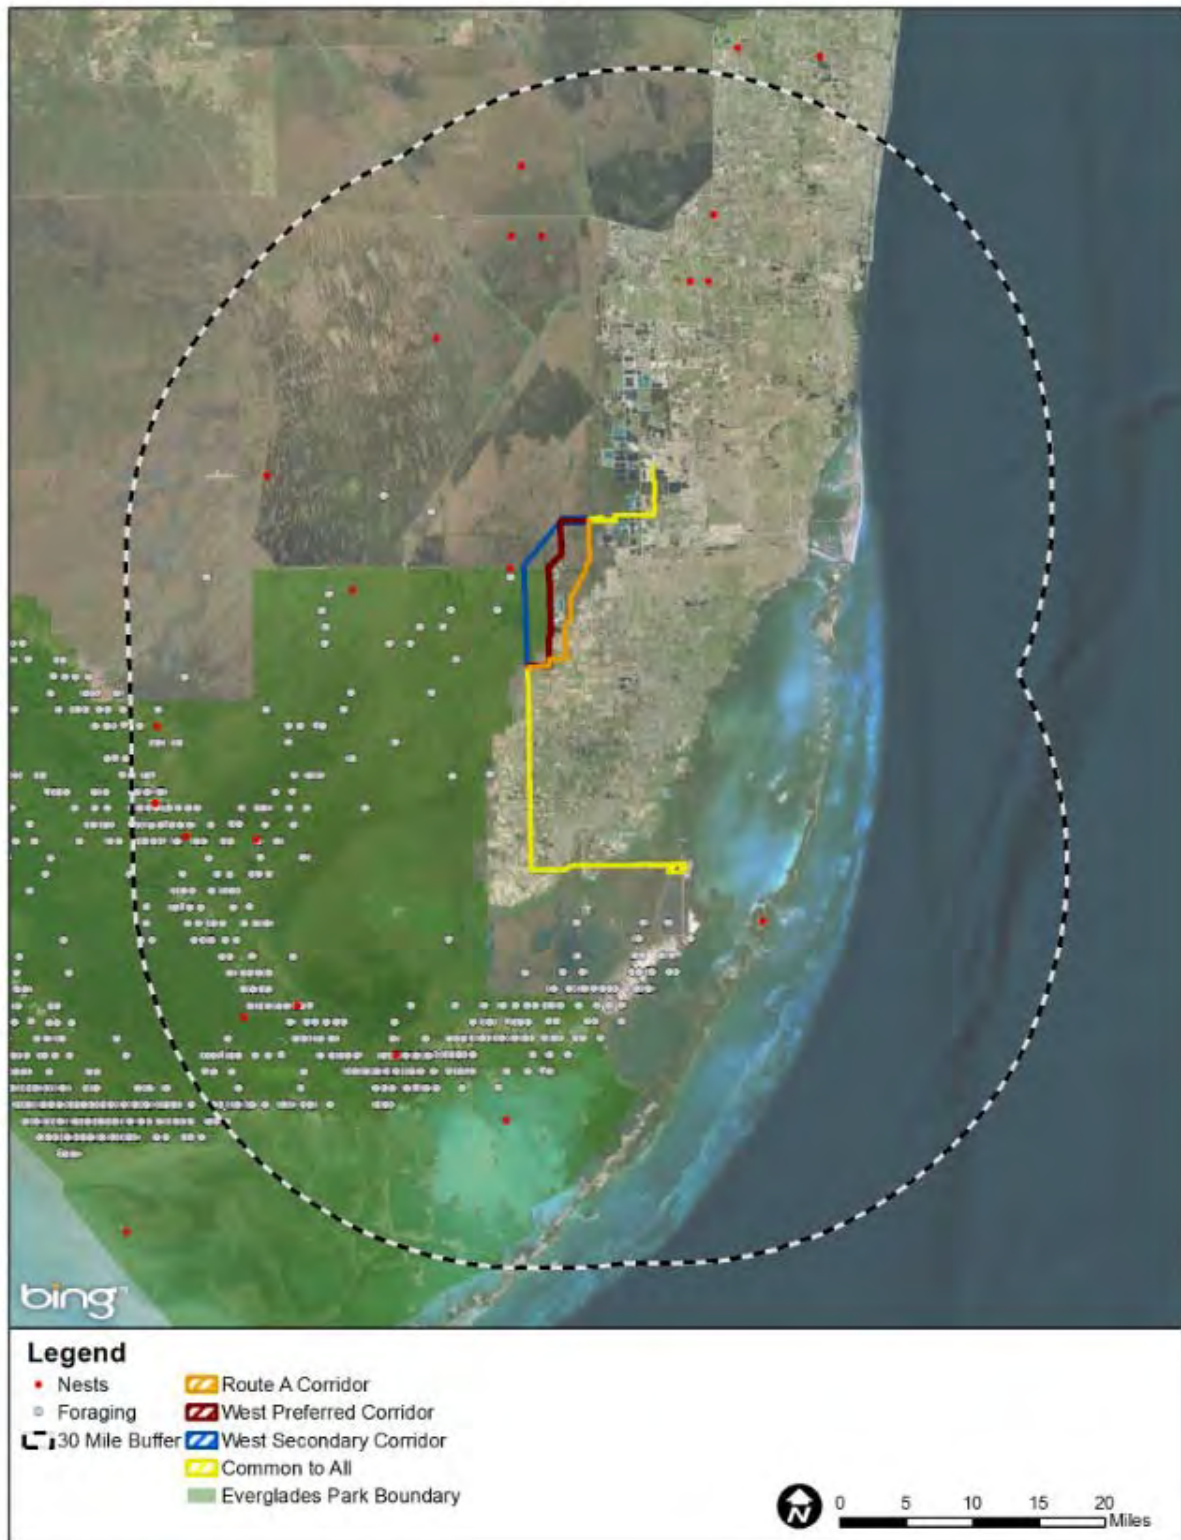 bing
Legend
Nests
Foraging
30 Mile Buffer
Route A Corridor
West Preferred Corridor
West Secondary Corridor
Common to All
Everglades Park Boundary
N
0 5 10 15 20
Miles